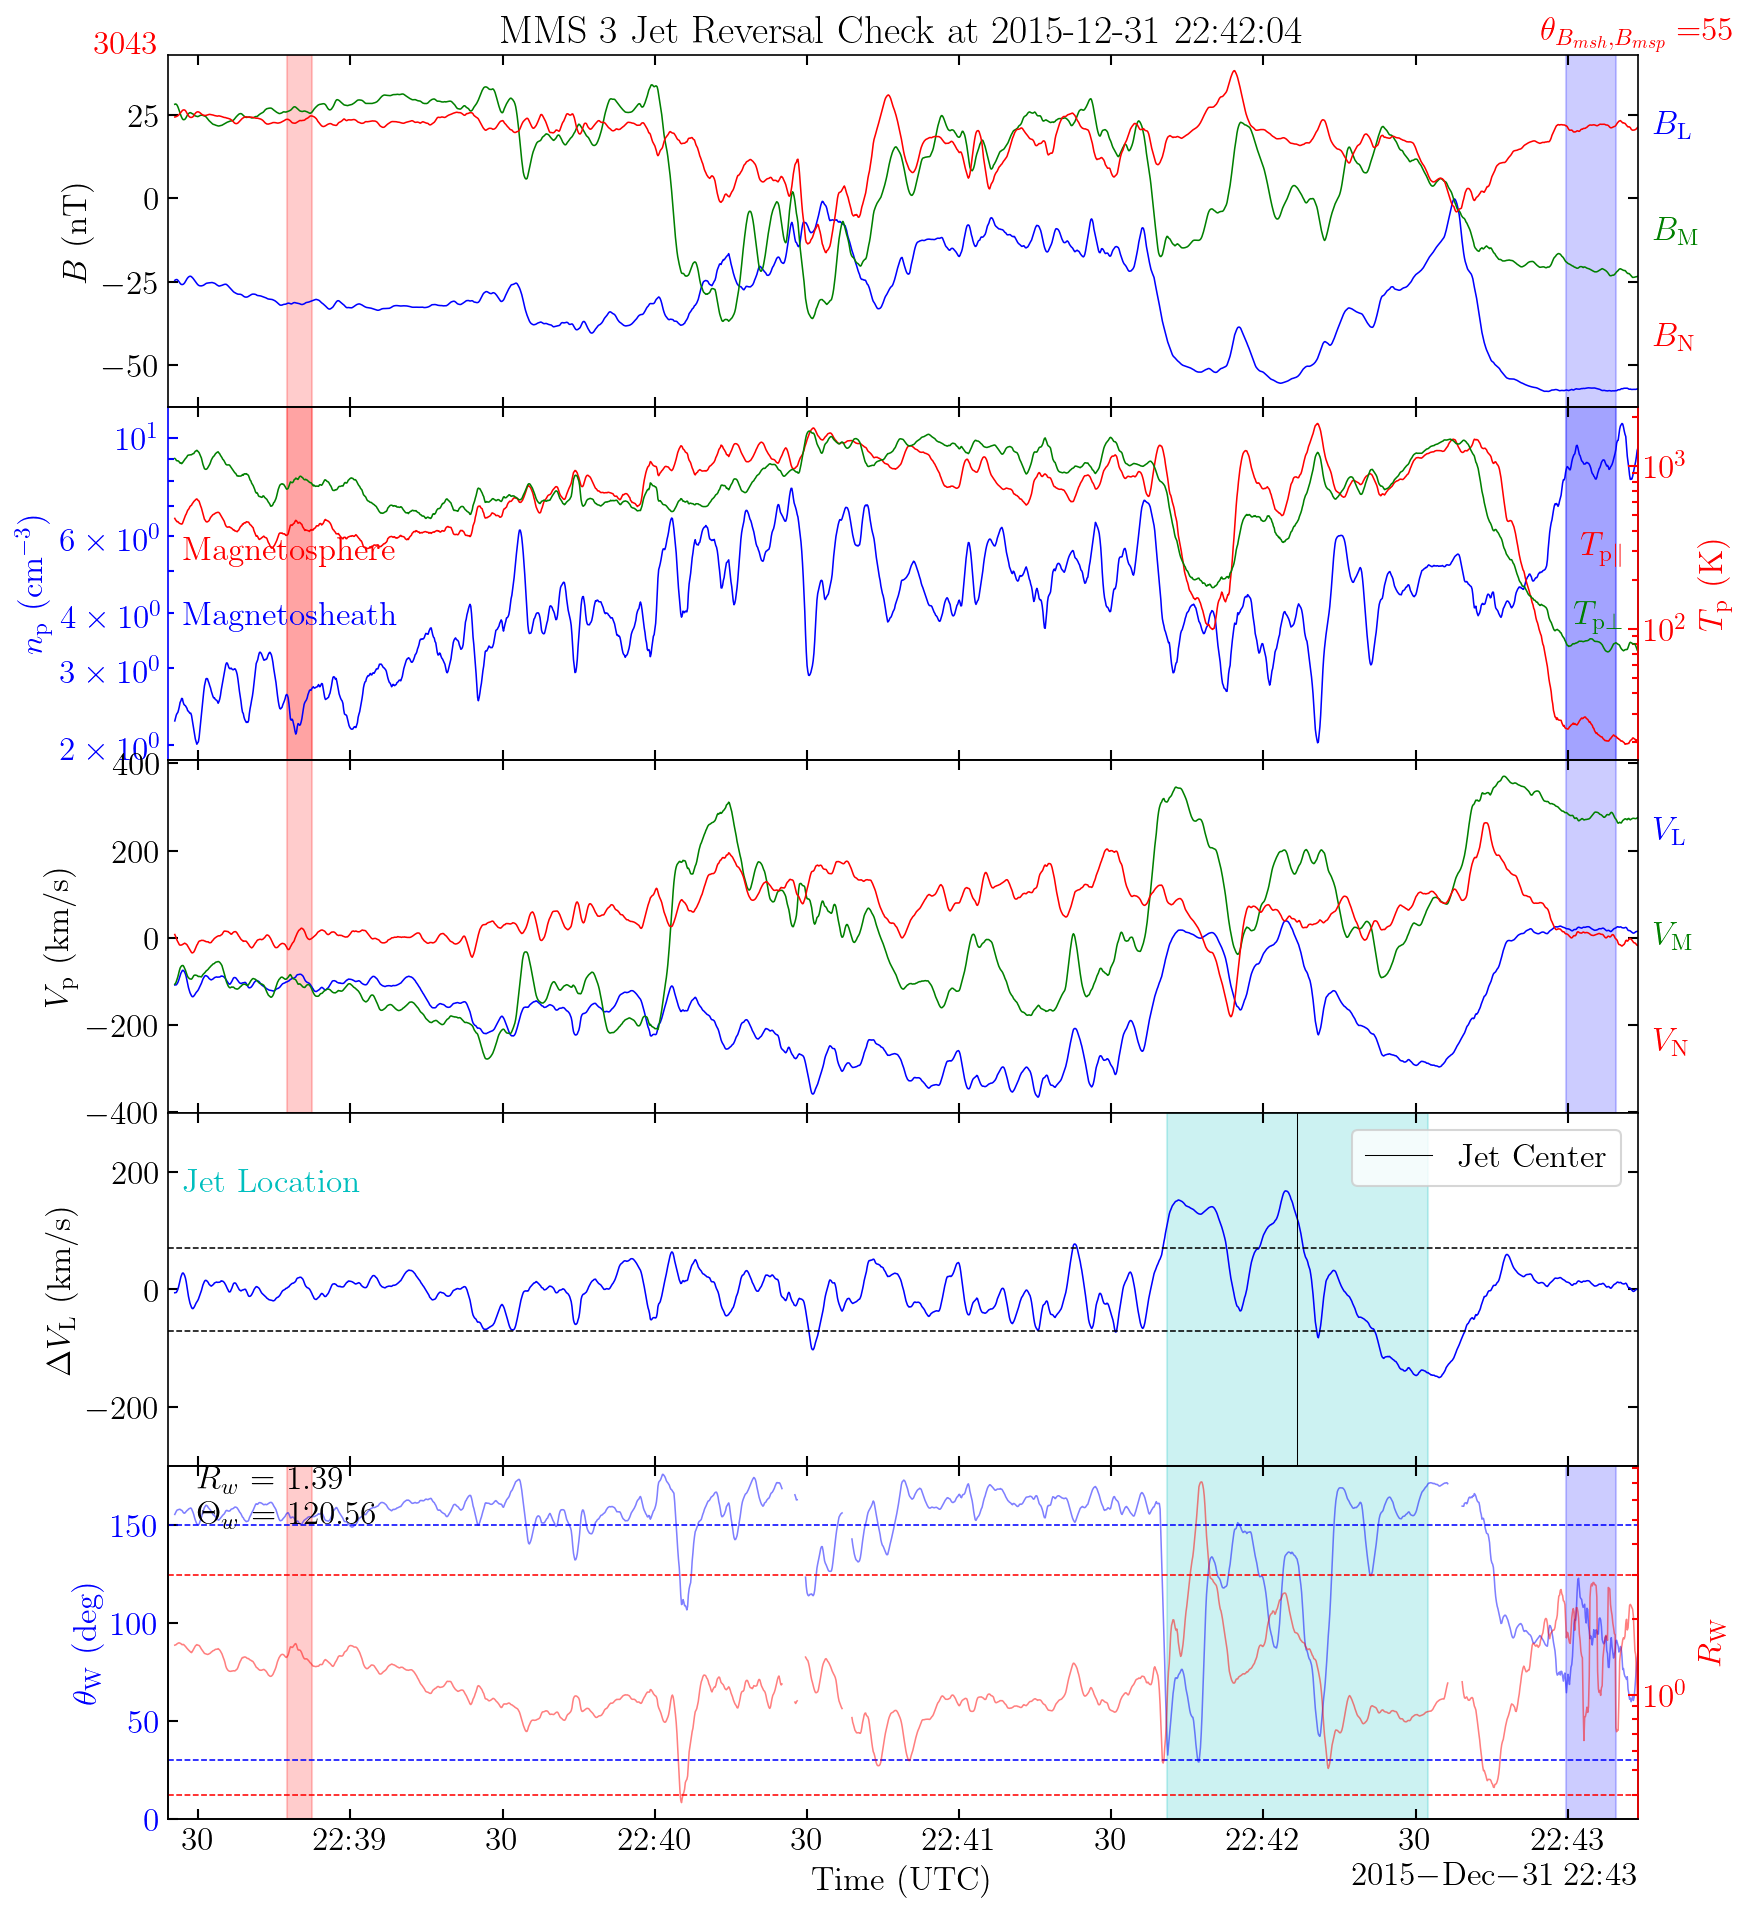 MMS 3 Jet Reversal Check at 2015-12-31 22:42:04
3043
θ_{B_{msh},B_{msp}} =55
25
0
−25
−50
B (nT)
B_L
B_M
B_N
10^1
6 × 10^0
4 × 10^0
3 × 10^0
2 × 10^0
n_p (cm^{−3})
Magnetosphere
Magnetosheath
T_{p∥}
T_{p⊥}
10^3
10^2
T_p (K)
400
200
0
−200
−400
V_p (km/s)
V_L
V_M
V_N
Jet Location
Jet Center
200
0
−200
ΔV_L (km/s)
R_w = 1.39
Θ_w = 120.56
150
100
50
0
θ_W (deg)
10^0
R_W
30 22:39 30 22:40 30 22:41 30 22:42 30 22:43
Time (UTC)
2015−Dec−31 22:43